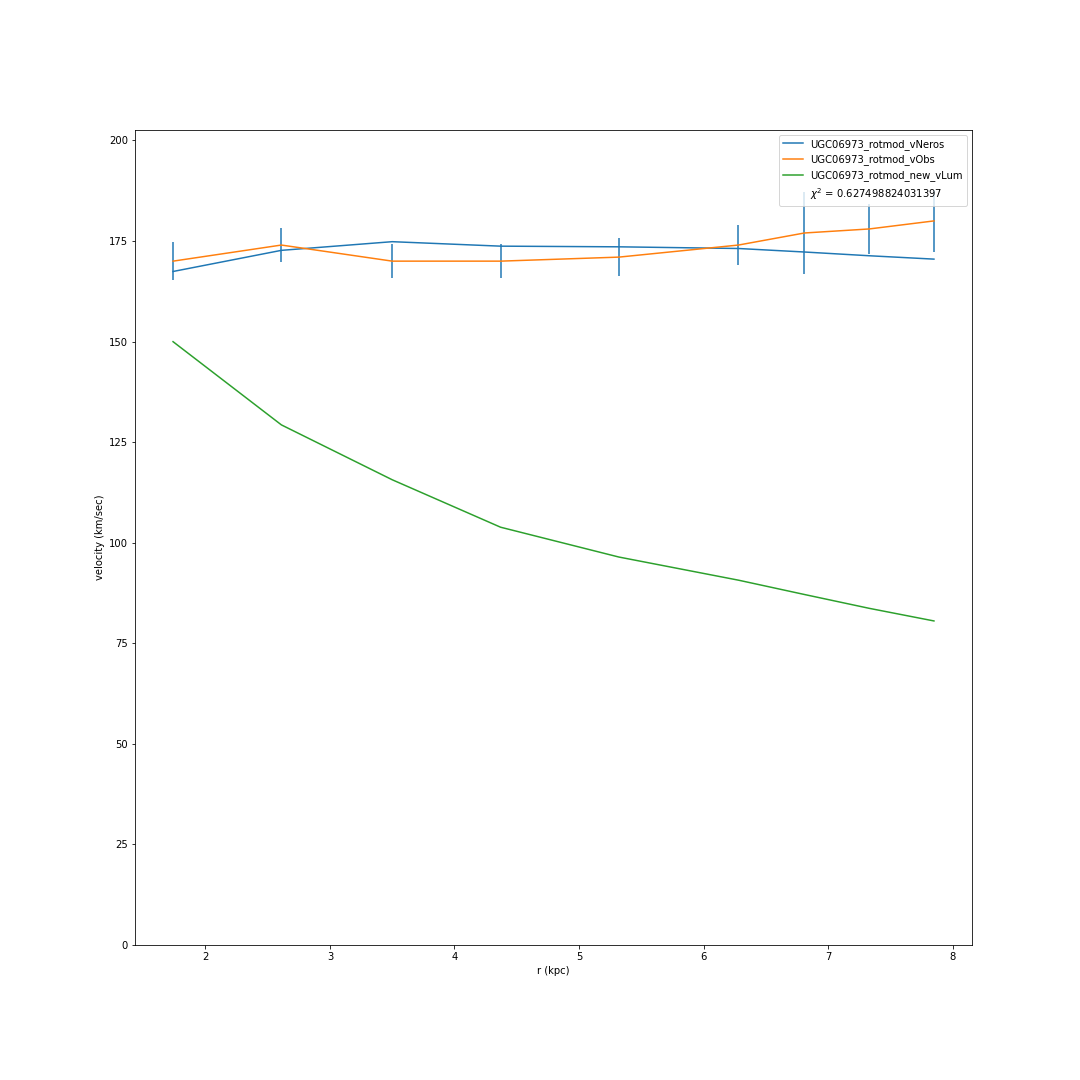 UGC06973_rotmod_vNeros
UGC06973_rotmod_vObs
UGC06973_rotmod_new_vLum
χ² = 0.627498824031397
200
175
150
125
100
75
50
25
0
velocity (km/sec)
2 3 4 5 6 7 8
r (kpc)